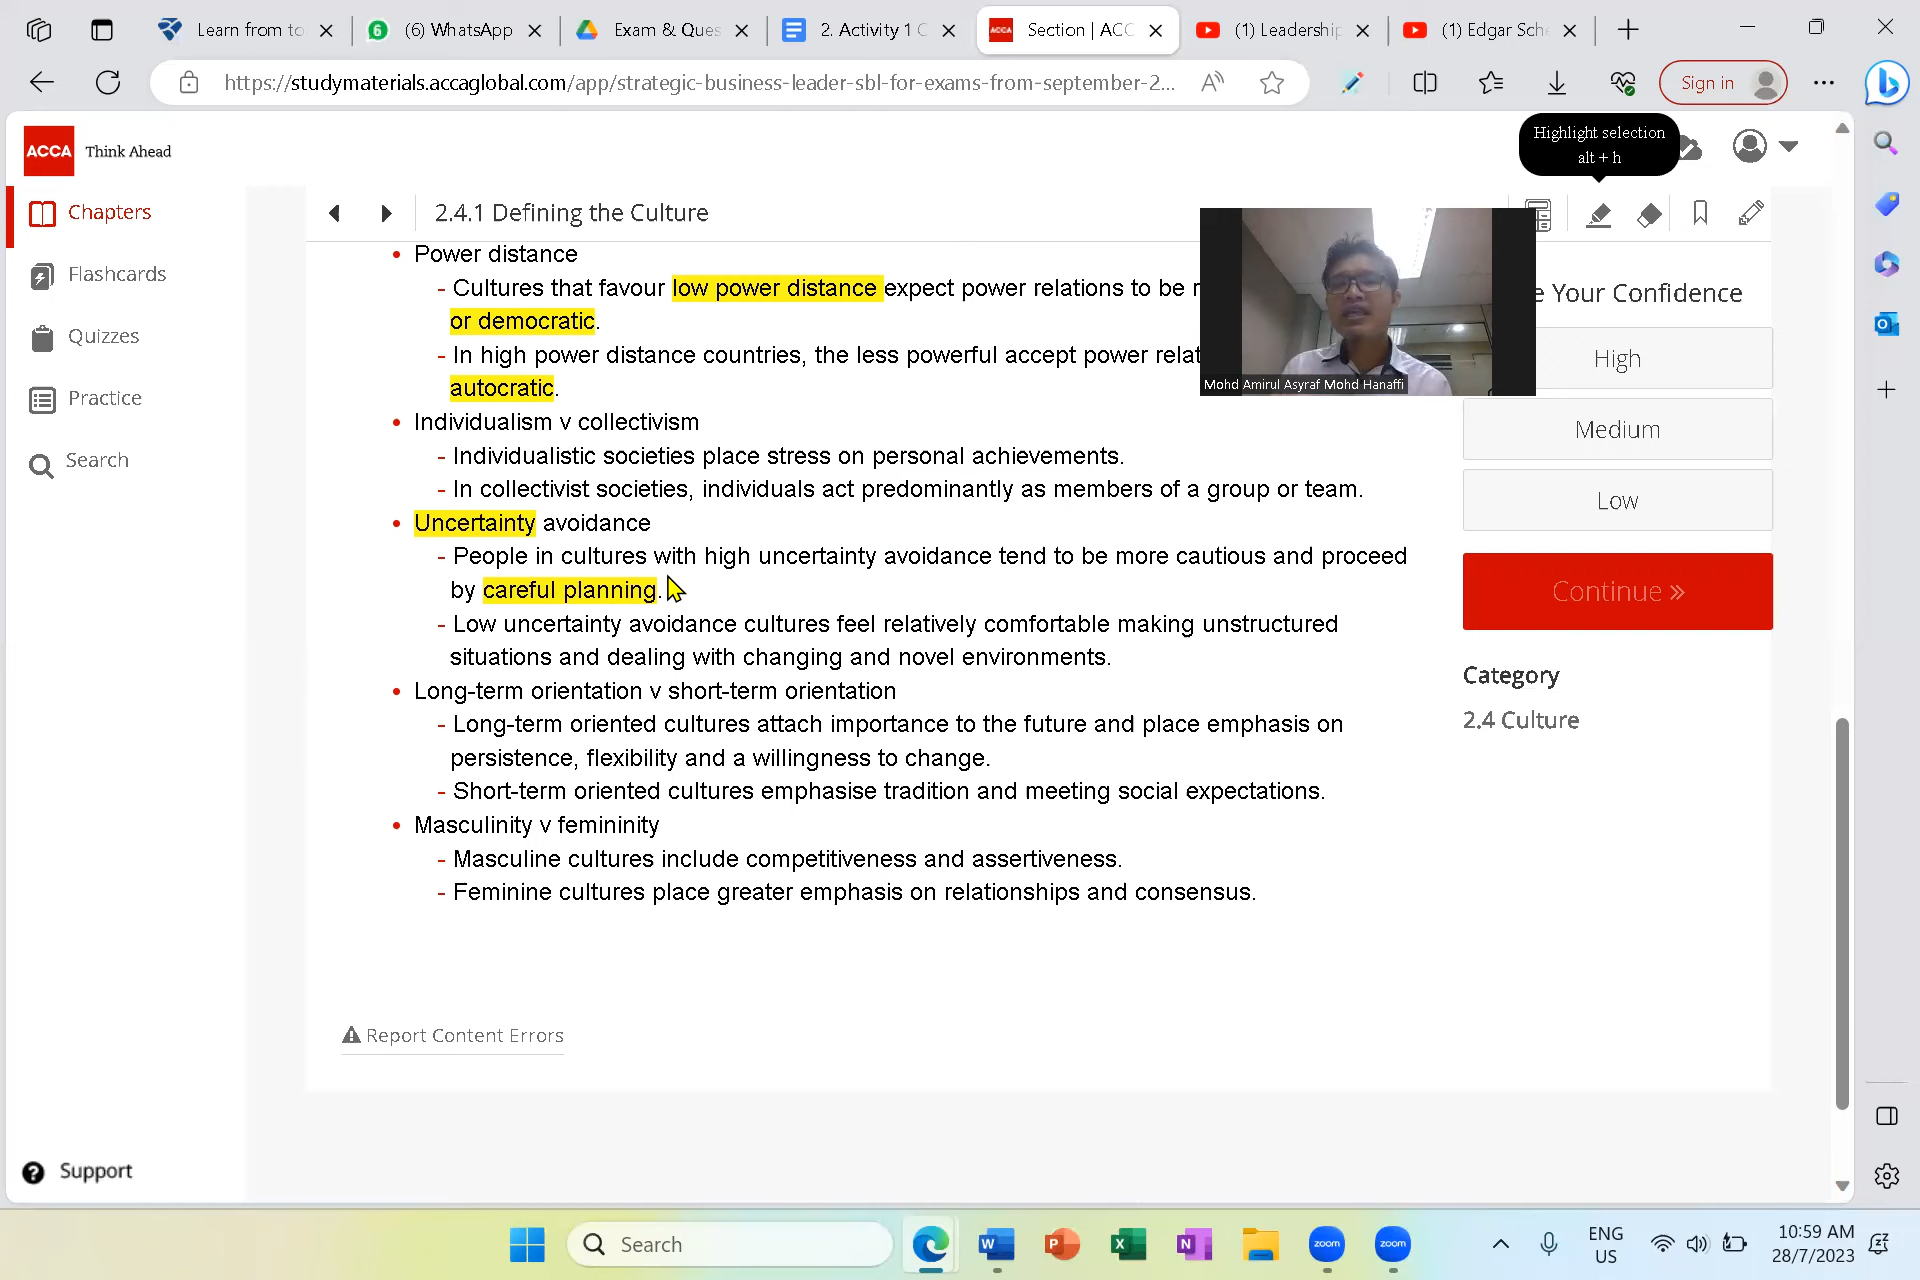 Learn from to
(6) WhatsApp
Exam & Ques
2. Activity 1 C
Section | ACC
(1) Leadership
(1) Edgar Sche
https://studymaterials.accaglobal.com/app/strategic-business-leader-sbl-for-exams-from-september-2...
Sign in
Highlight selection
alt + h
ACCA
Think Ahead
Chapters
Flashcards
Quizzes
Practice
Search
2.4.1 Defining the Culture
• Power distance
- Cultures that favour low power distance expect power relations to be
or democratic.
- In high power distance countries, the less powerful accept power
autocratic.
• Individualism v collectivism
- Individualistic societies place stress on personal achievements.
- In collectivist societies, individuals act predominantly as members of a group or team.
• Uncertainty avoidance
- People in cultures with high uncertainty avoidance tend to be more cautious and proceed
by careful planning.
- Low uncertainty avoidance cultures feel relatively comfortable making unstructured
situations and dealing with changing and novel environments.
• Long-term orientation v short-term orientation
- Long-term oriented cultures attach importance to the future and place emphasis on
persistence, flexibility and a willingness to change.
- Short-term oriented cultures emphasise tradition and meeting social expectations.
• Masculinity v femininity
- Masculine cultures include competitiveness and assertiveness.
- Feminine cultures place greater emphasis on relationships and consensus.
Report Content Errors
Mohd Amirul Asyraf Mohd Hanaffi
e Your Confidence
High
Medium
Low
Continue »
Category
2.4 Culture
Support
Search
zoom
zoom
ENG
US
10:59 AM
28/7/2023